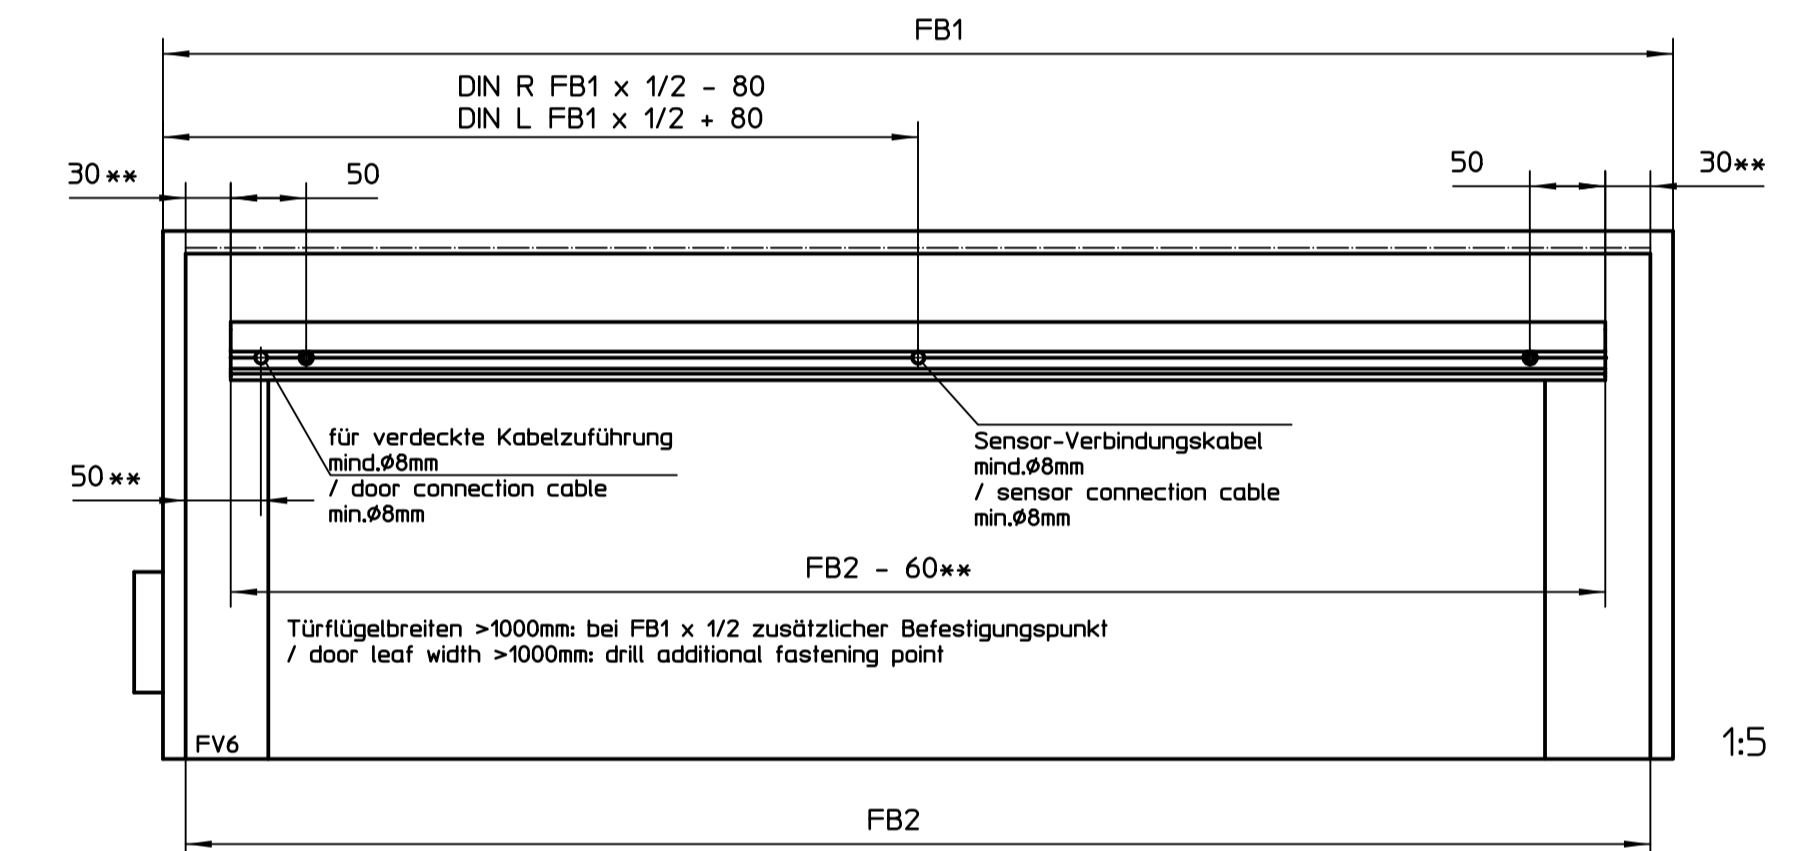 FB1
DIN R FB1 x 1/2 - 80
DIN L FB1 x 1/2 + 80
30**
50
50
30**
für verdeckte Kabelzuführung
mind.Ø8mm
/ door connection cable
min.Ø8mm
Sensor-Verbindungskabel
mind.Ø8mm
/ sensor connection cable
min.Ø8mm
50**
FB2 - 60**
Türflügelbreiten >1000mm: bei FB1 x 1/2 zusätzlicher Befestigungspunkt
/ door leaf width >1000mm: drill additional fastening point
FV6
1:5
FB2